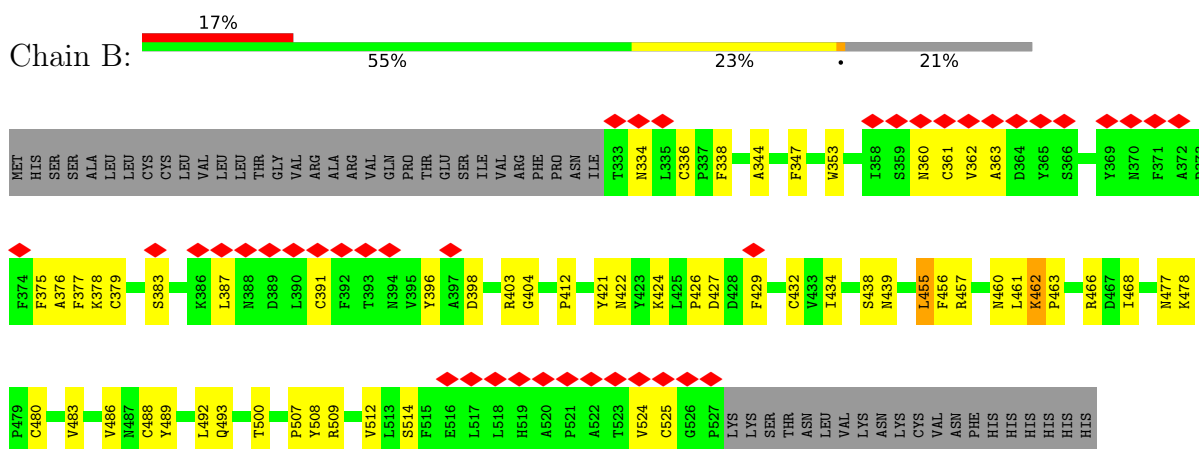 17%
Chain B:
55% 23% . 21%
MET HIS SER SER ALA LEU LEU CYS CYS LEU VAL LEU LEU THR GLY VAL ARG ALA ARG VAL GLN PRO THR GLU SER ILE VAL ARG PHE PRO ASN ILE T333 N334 L335 C336 P337 F338 A344 F347 W353 I358 S359 N360 C361 V362 A363 D364 Y365 S366 Y369 N370 F371 A372
F374 F375 A376 F377 K378 C379 S383 K386 L387 N388 D389 L390 C391 F392 T393 N394 V395 Y396 A397 D398 R403 G404 P412 Y421 N422 Y423 K424 L425 P426 D427 D428 F429 C432 V433 I434 S438 N439 L455 F456 R457 N460 L461 K462 P463 R466 D467 I468 N477 K478
P479 C480 V483 V486 N487 C488 Y489 L492 Q493 T500 P507 Y508 R509 V512 L513 S514 F515 E516 L517 L518 H519 A520 P521 A522 T523 V524 C525 G526 P527 LYS LYS SER THR ASN LEU VAL LYS ASN LYS CYS VAL ASN PHE HIS HIS HIS HIS HIS HIS